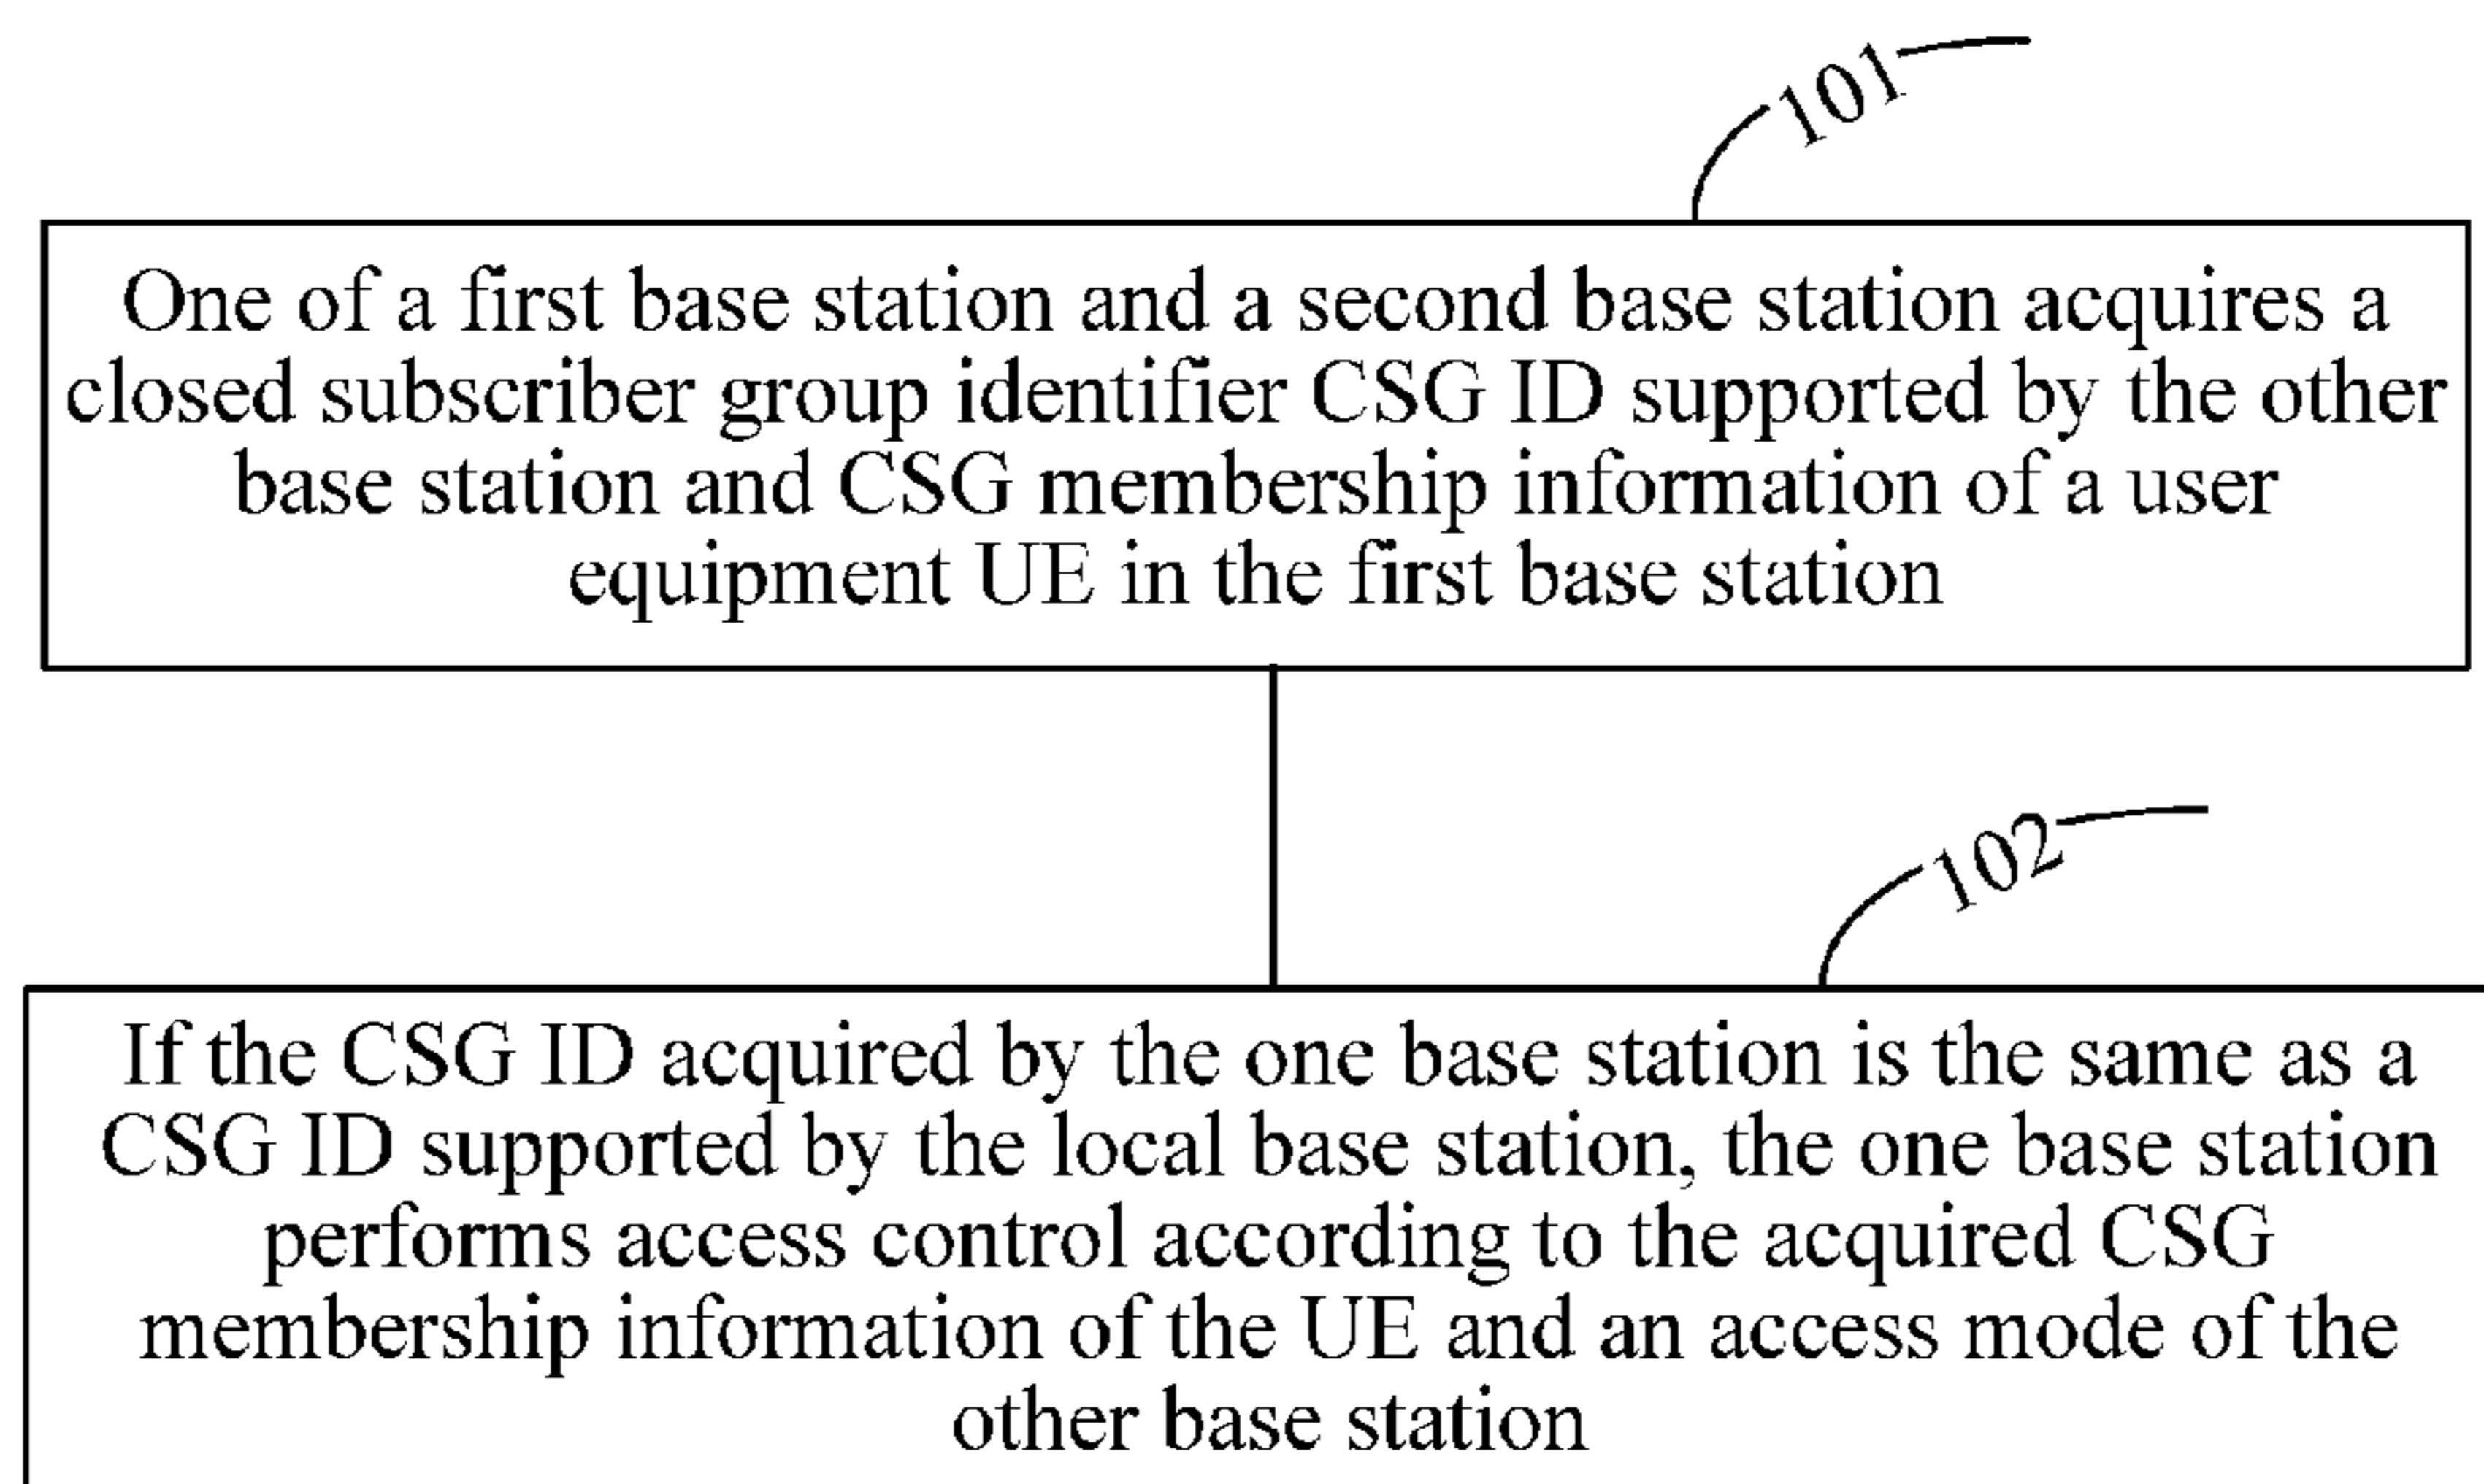 101
One of a first base station and a second base station acquires a
closed subscriber group identifier CSG ID supported by the other
base station and CSG membership information of a user
equipment UE in the first base station
102
If the CSG ID acquired by the one base station is the same as a
CSG ID supported by the local base station, the one base station
performs access control according to the acquired CSG
membership information of the UE and an access mode of the
other base station